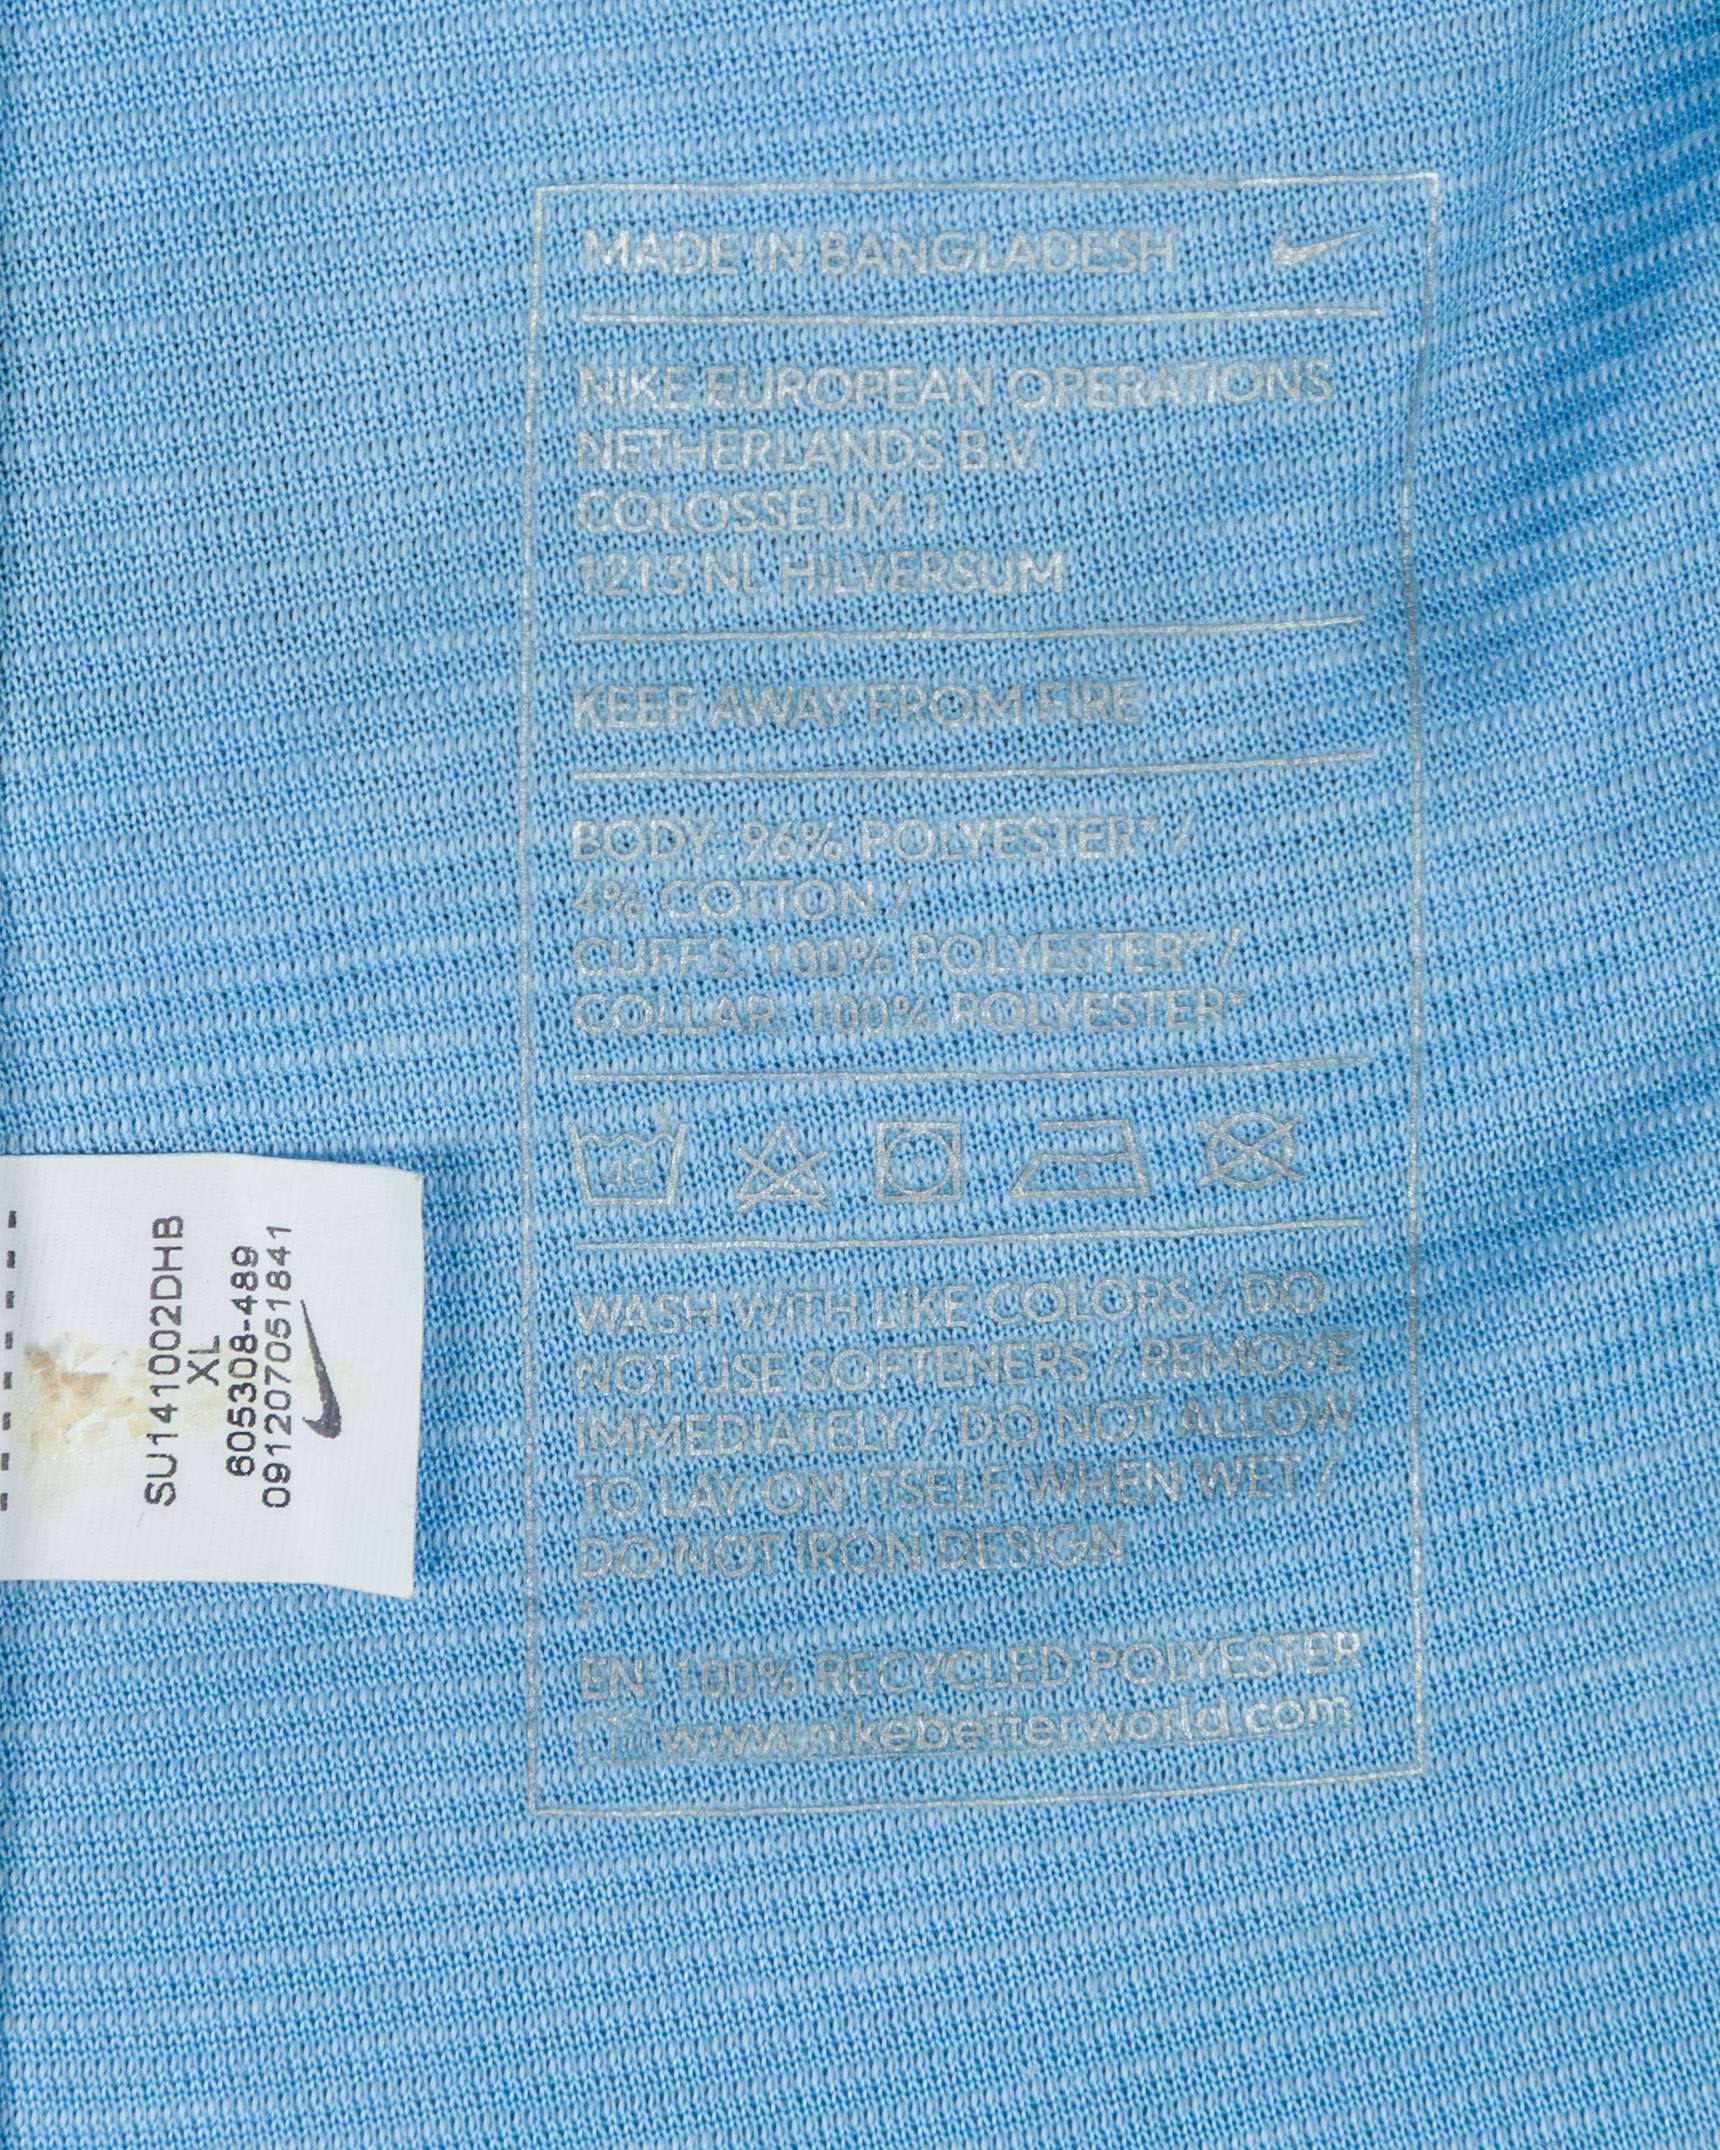 MADE IN BANGLADESH
NIKE EUROPEAN OPERATIONS
NETHERLANDS B.V.
COLOSSEUM 1
1213 NL HILVERSUM
KEEP AWAY FROM FIRE
BODY: 96% POLYESTER* /
4% COTTON /
CUFFS: 100% POLYESTER* /
COLLAR: 100% POLYESTER*
40
WASH WITH LIKE COLORS / DO
NOT USE SOFTENERS / REMOVE
IMMEDIATELY / DO NOT ALLOW
TO LAY ON ITSELF WHEN WET /
DO NOT IRON DESIGN
*
EN: 100% RECYCLED POLYESTER
www.nikebetterworld.com
SU141002DHB
XL
605308-489
091207051841